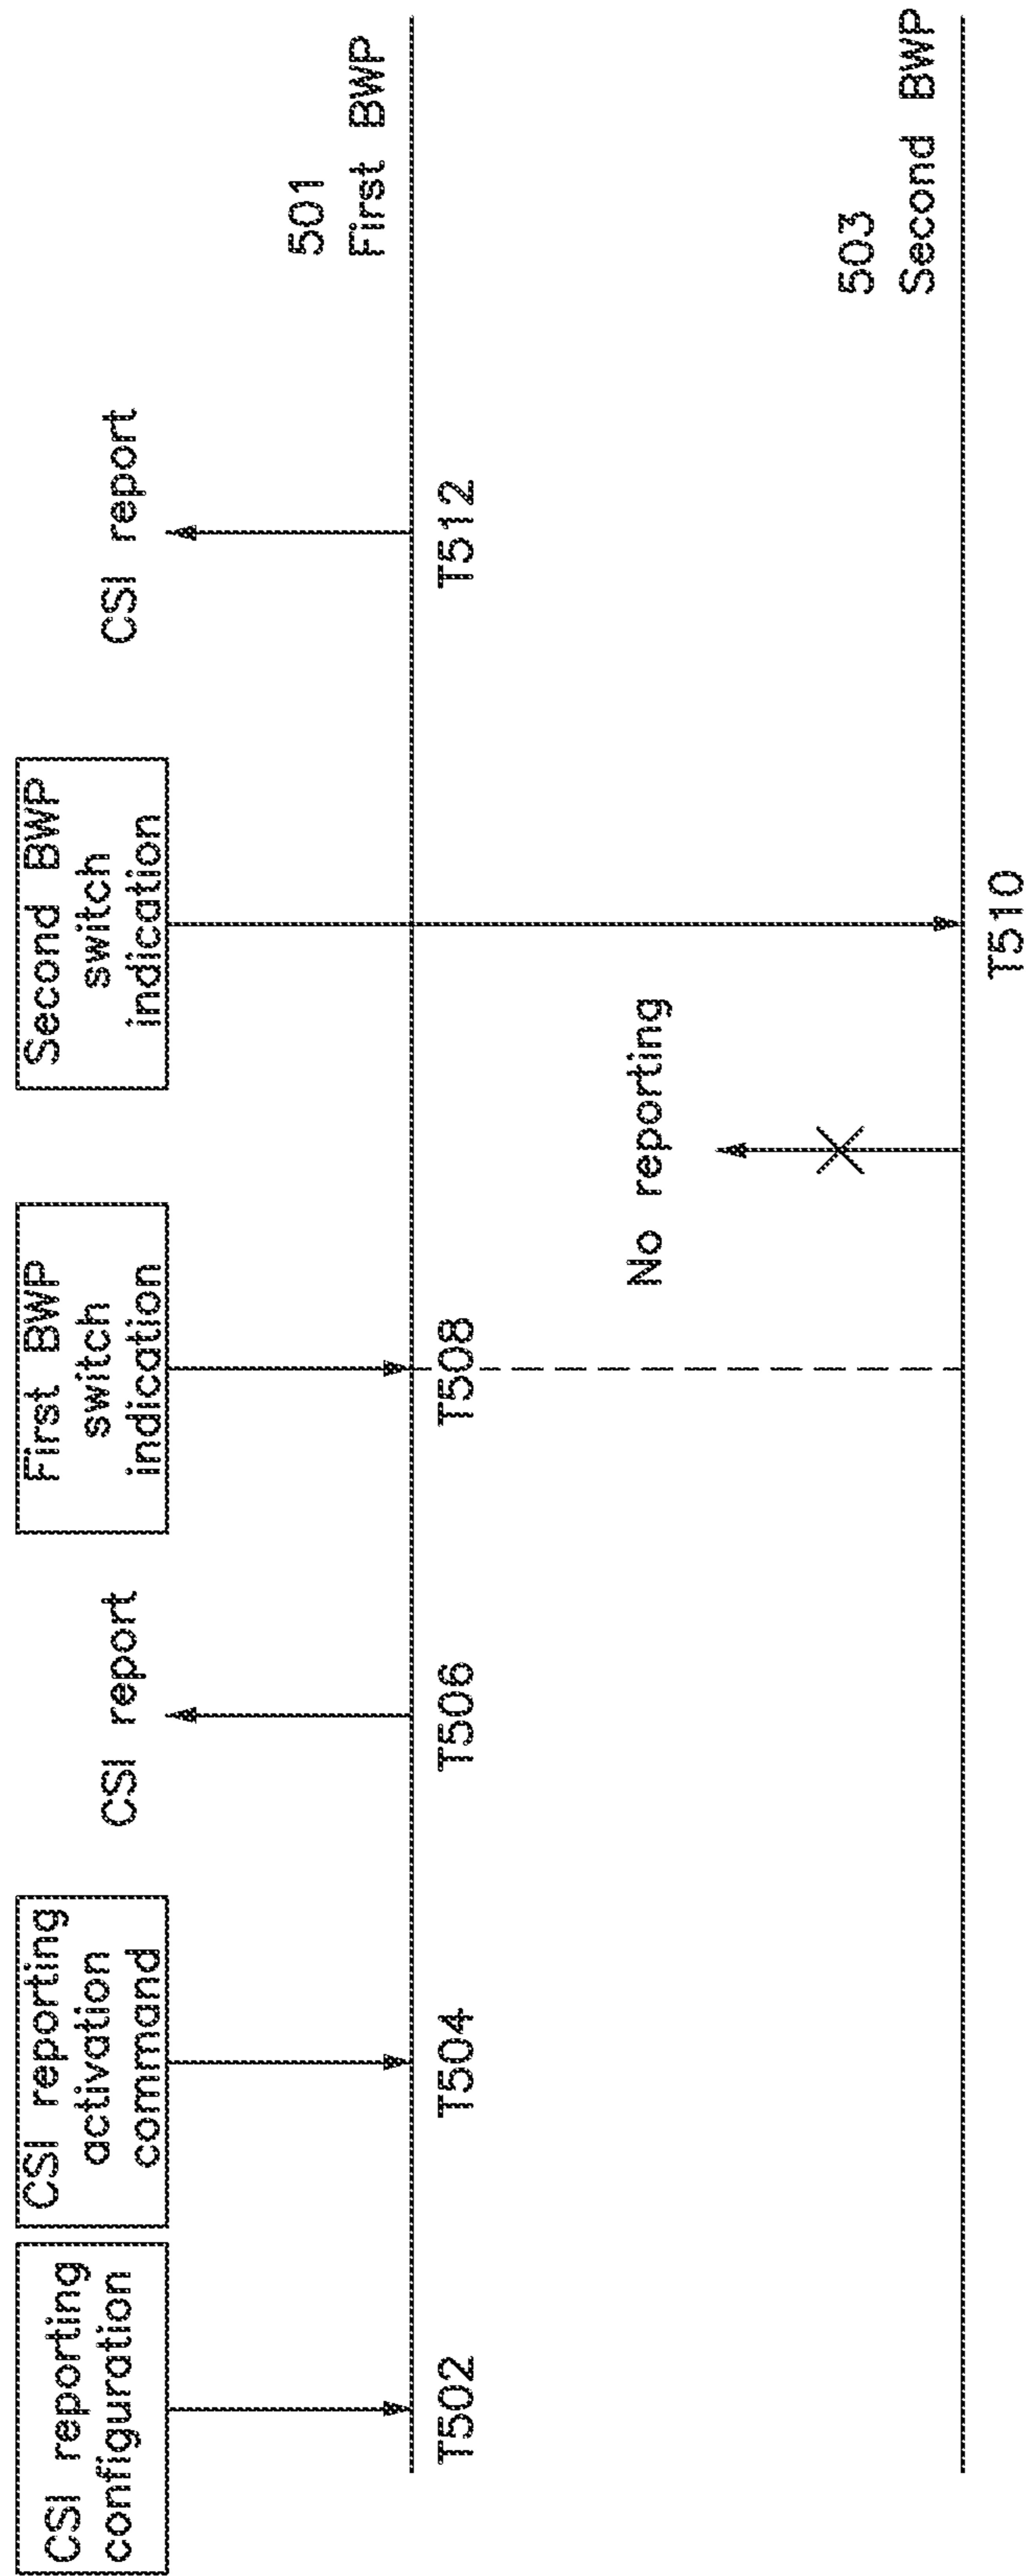 CSI reporting
configuration
CSI reporting
activation
command
CSI report
First BWP
switch
indication
Second BWP
switch
indication
CSI report
501
First BWP
T502
T504
T506
T508
T512
No reporting
503
Second BWP
T510